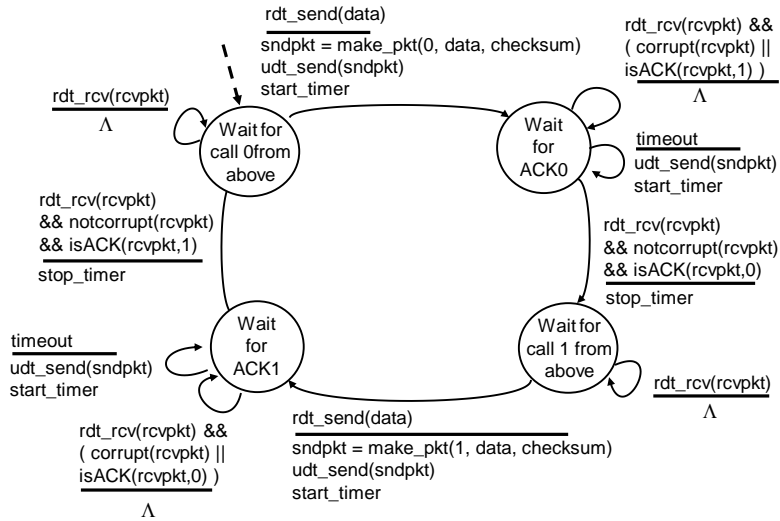 rdt_send(data)
sndpkt = make_pkt(0, data, checksum)
udt_send(sndpkt)
start_timer
rdt_rcv(rcvpkt) &&
( corrupt(rcvpkt) ||
isACK(rcvpkt,1) )
Λ
rdt_rcv(rcvpkt)
Λ
Wait for
call 0from
above
Wait
for
ACK0
timeout
udt_send(sndpkt)
start_timer
rdt_rcv(rcvpkt)
&& notcorrupt(rcvpkt)
&& isACK(rcvpkt,1)
stop_timer
rdt_rcv(rcvpkt)
&& notcorrupt(rcvpkt)
&& isACK(rcvpkt,0)
stop_timer
timeout
udt_send(sndpkt)
start_timer
Wait
for
ACK1
Wait for
call 1 from
above
rdt_rcv(rcvpkt)
Λ
rdt_rcv(rcvpkt) &&
( corrupt(rcvpkt) ||
isACK(rcvpkt,0) )
Λ
rdt_send(data)
sndpkt = make_pkt(1, data, checksum)
udt_send(sndpkt)
start_timer